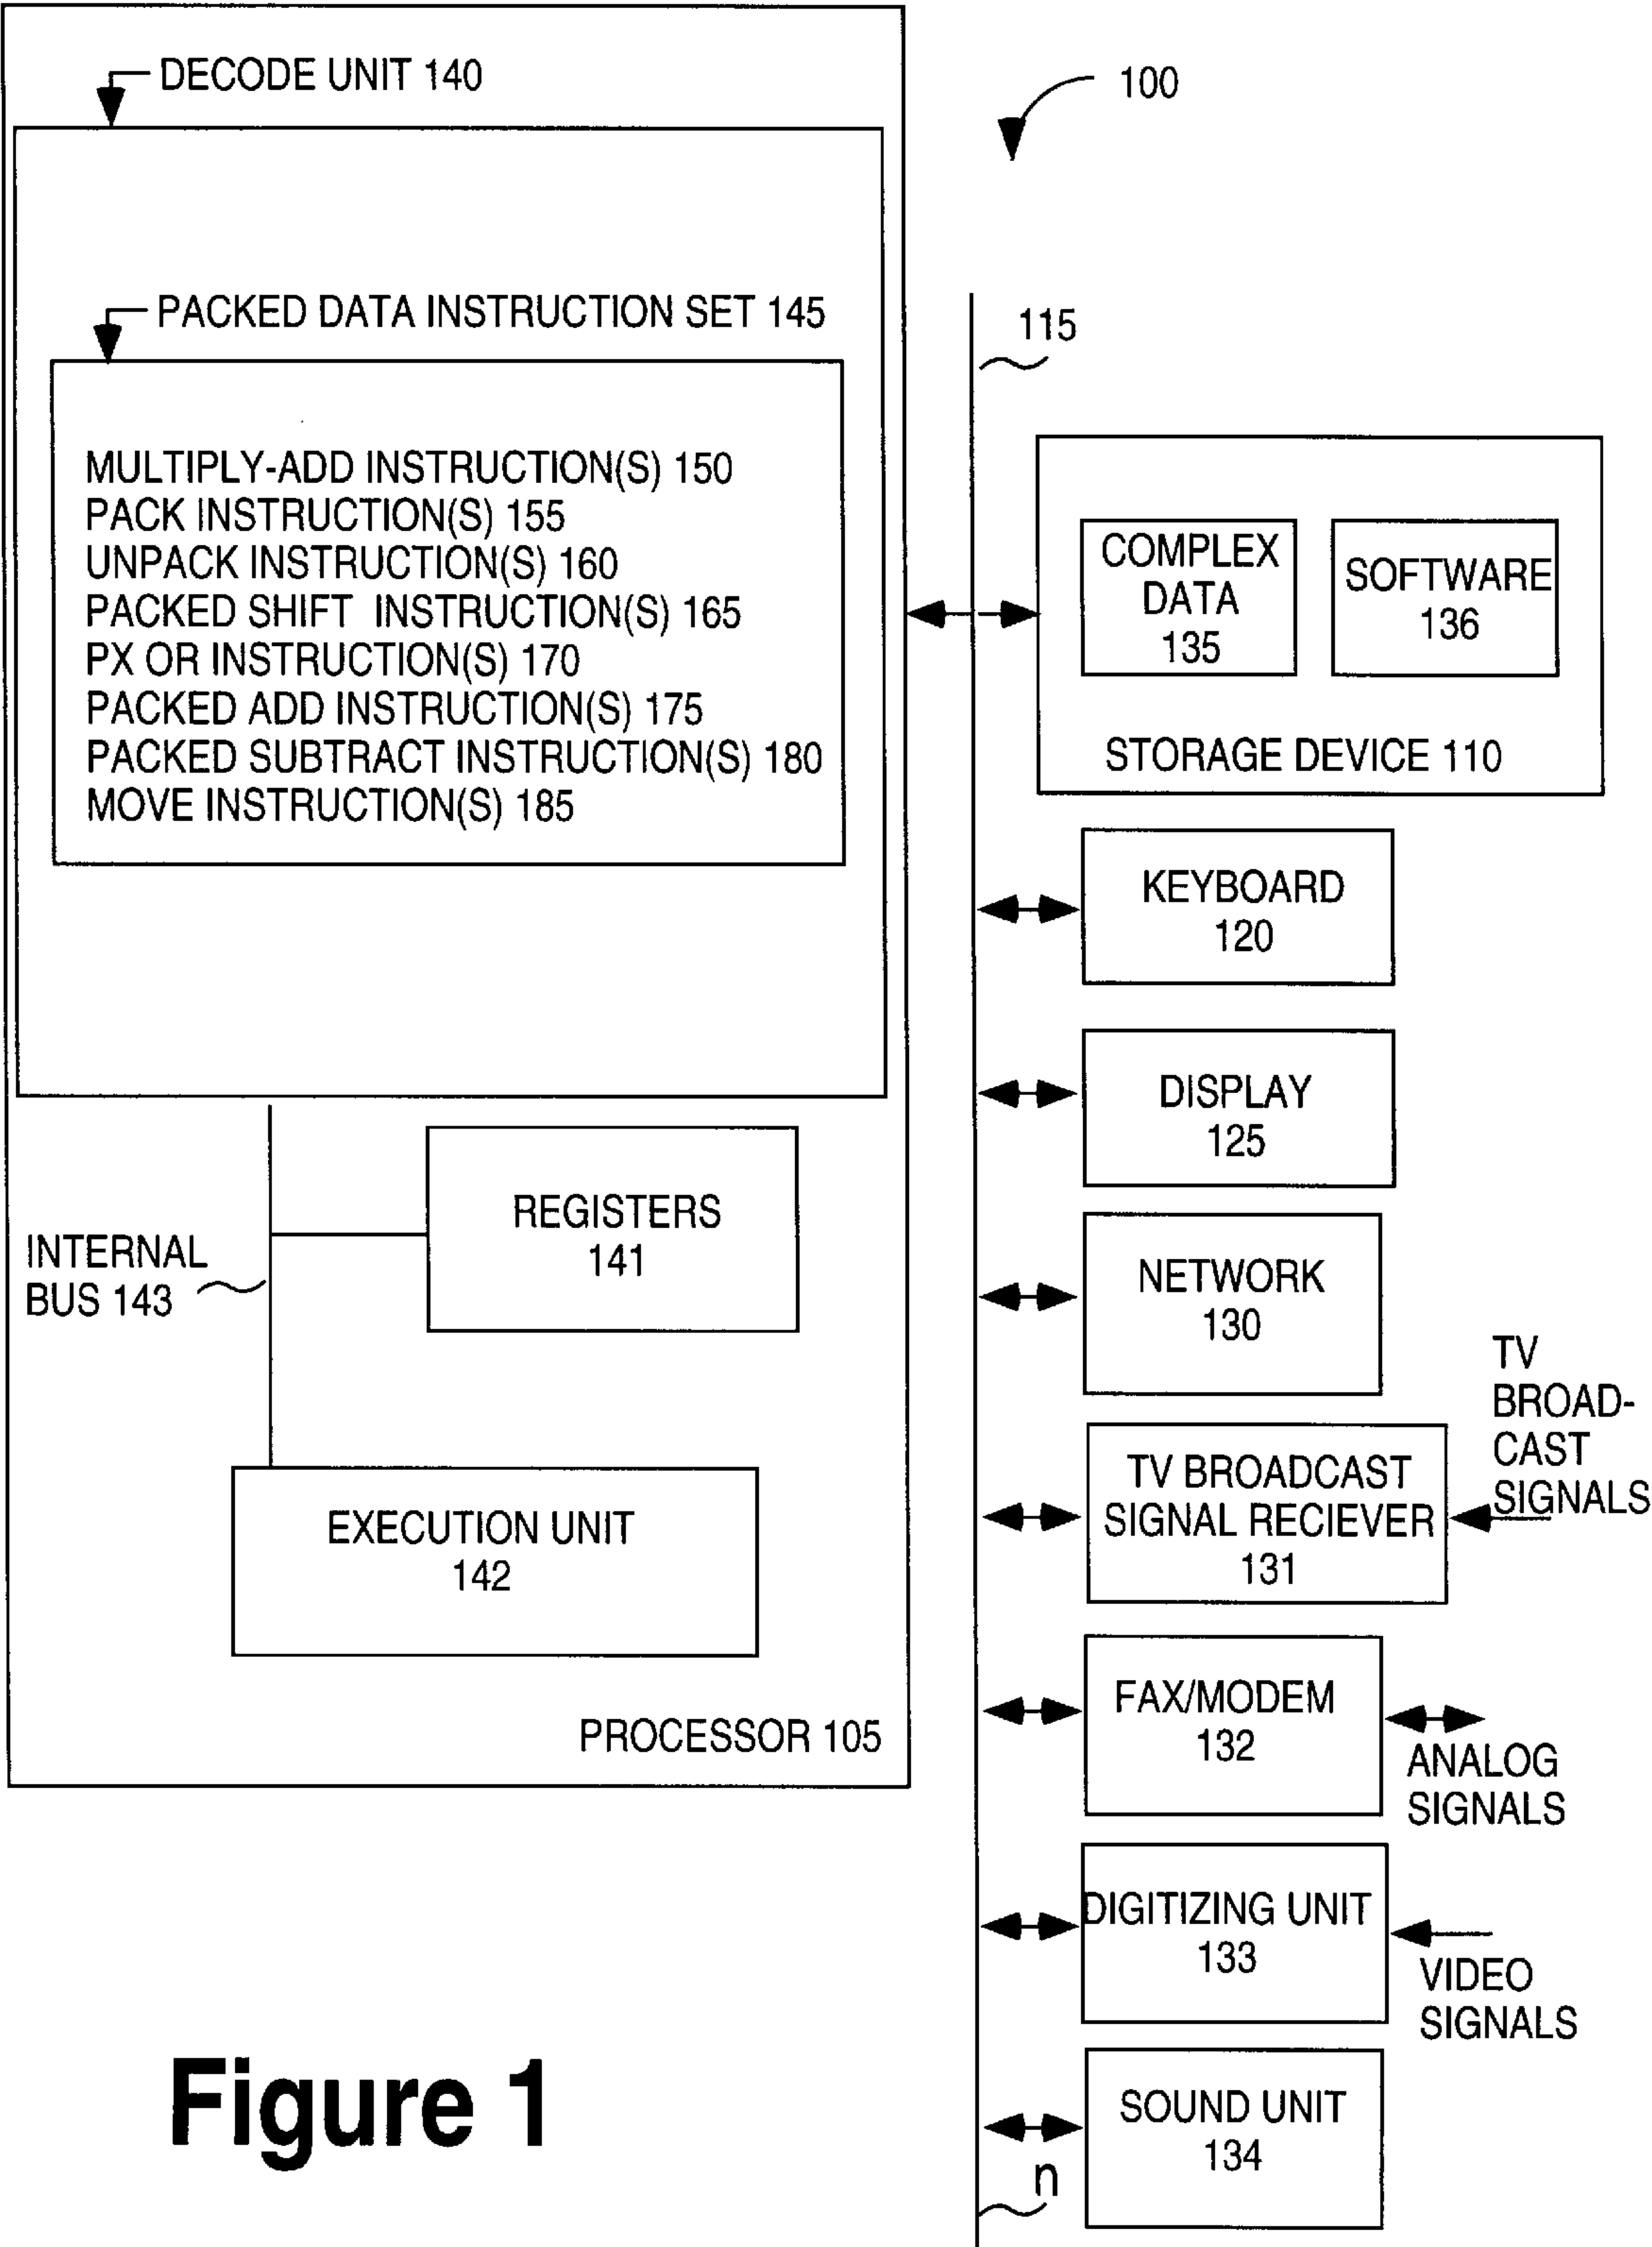 DECODE UNIT 140
100
PACKED DATA INSTRUCTION SET 145
MULTIPLY-ADD INSTRUCTION(S) 150
PACK INSTRUCTION(S) 155
UNPACK INSTRUCTION(S) 160
PACKED SHIFT INSTRUCTION(S) 165
PX OR INSTRUCTION(S) 170
PACKED ADD INSTRUCTION(S) 175
PACKED SUBTRACT INSTRUCTION(S) 180
MOVE INSTRUCTION(S) 185
REGISTERS
141
INTERNAL
BUS 143
EXECUTION UNIT
142
PROCESSOR 105
115
COMPLEX
DATA
135
SOFTWARE
136
STORAGE DEVICE 110
KEYBOARD
120
DISPLAY
125
NETWORK
130
TV
BROAD-
CAST
SIGNALS
TV BROADCAST
SIGNAL RECIEVER
131
FAX/MODEM
132
ANALOG
SIGNALS
DIGITIZING UNIT
133
VIDEO
SIGNALS
SOUND UNIT
134
n
Figure 1